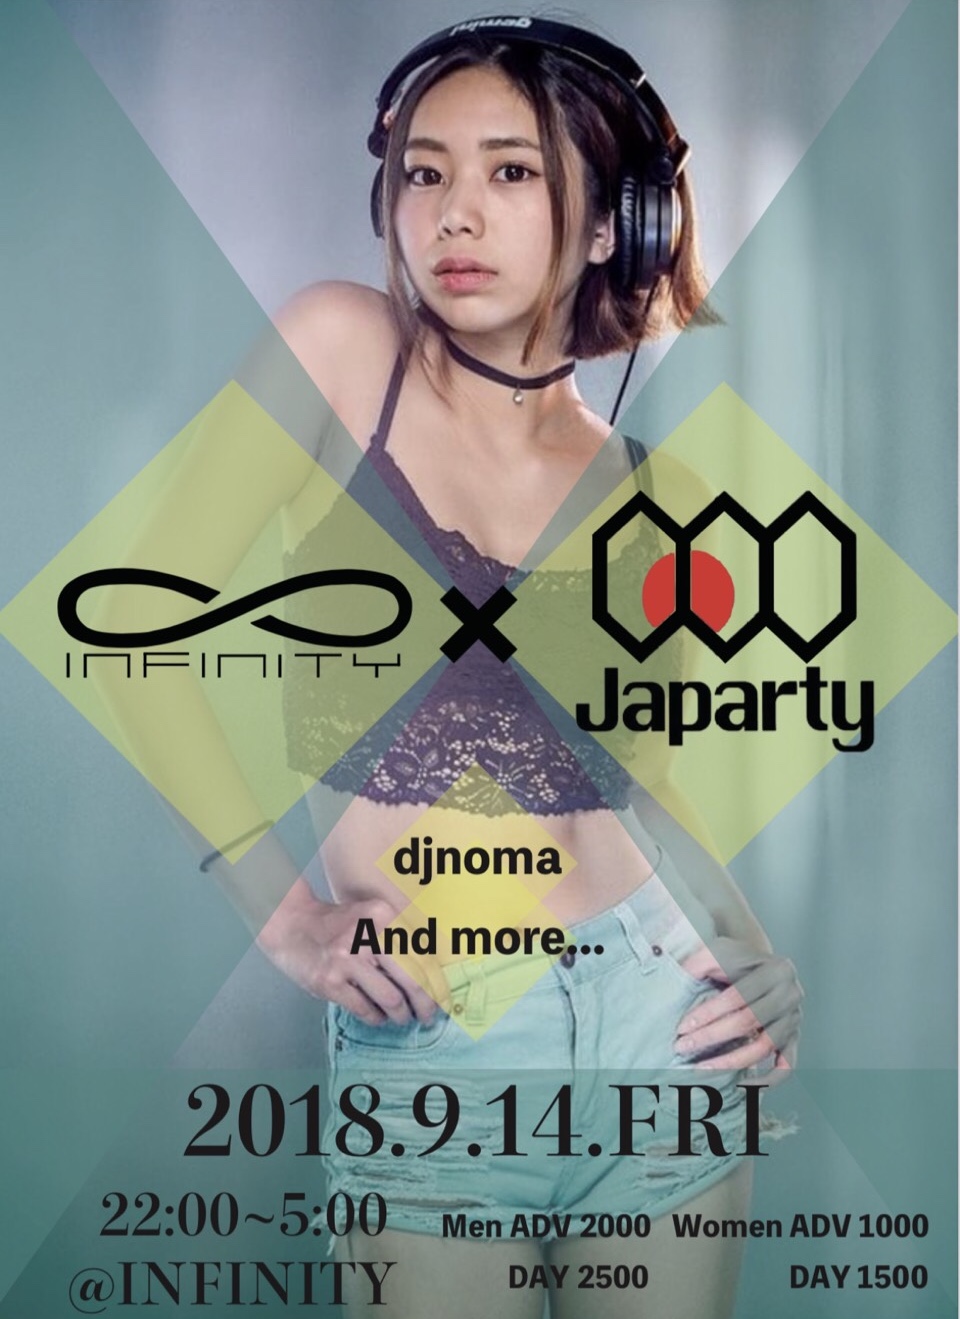 gemini
INFINITY
×
Japarty
djnoma
And more...
2018.9.14.FRI
22:00~5:00
@INFINITY
Men ADV 2000
DAY 2500
Women ADV 1000
DAY 1500